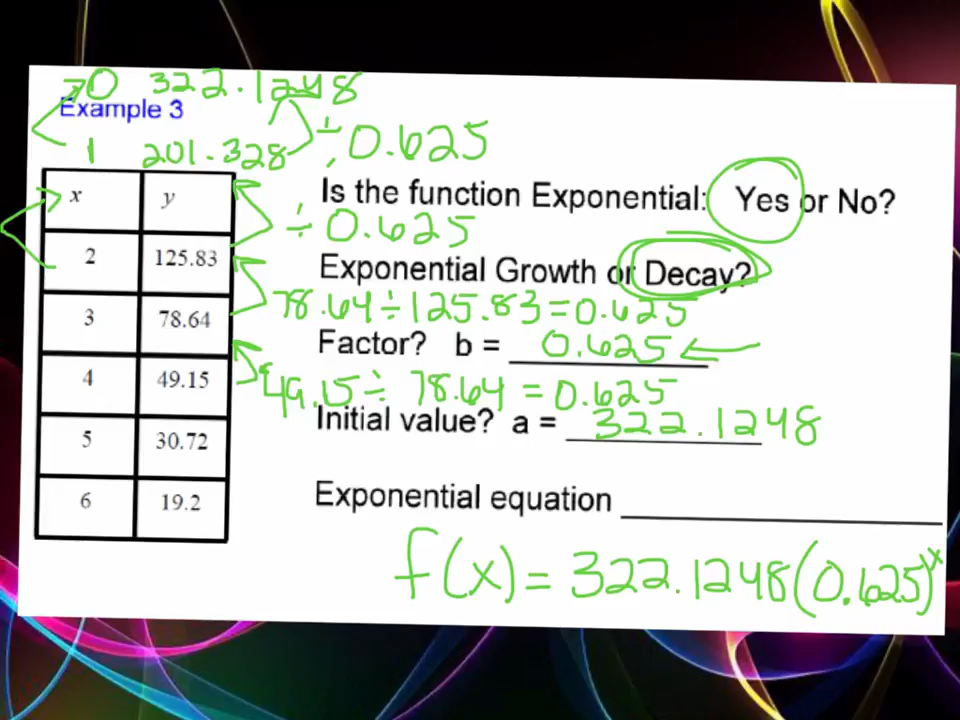 0 322.1248
Example 3
÷0.625
1 201.328
x y
Is the function Exponential: Yes or No?
÷ 0.625
2 125.83
Exponential Growth or Decay?
78.64÷125.83=0.625
3 78.64
Factor? b = 0.625
4 49.15
49.15÷ 78.64 = 0.625
Initial value? a = 322.1248
5 30.72
6 19.2
Exponential equation
f(x) = 322.1248(0.625)^x